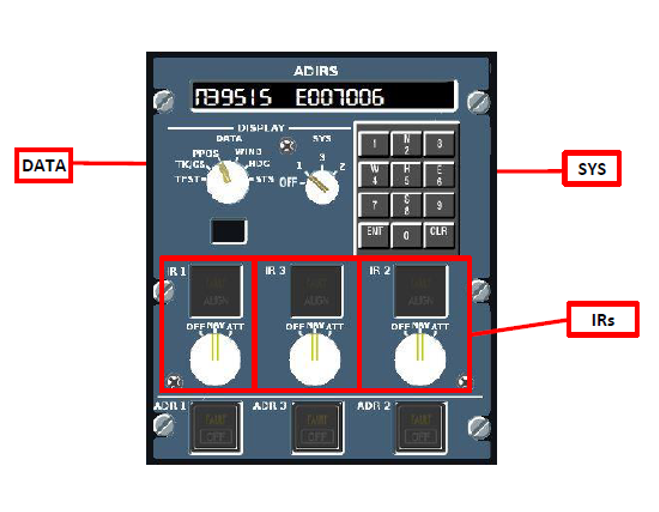 ADIRS
N3951S E007006
DISPLAY
DATA
SYS
PPOS WIND
TK/GS HDG
TEST STS
OFF 1 3 2
1 N 2 3
W 4 H 5 E 6
7 S 8 9
ENT 0 CLR
DATA
SYS
IR 1 IR 3 IR 2
ALIGN ALIGN ALIGN
OFF NAV ATT OFF NAV ATT OFF NAV ATT
IRs
ADR 1 ADR 3 ADR 2
FAULT FAULT FAULT
OFF OFF OFF